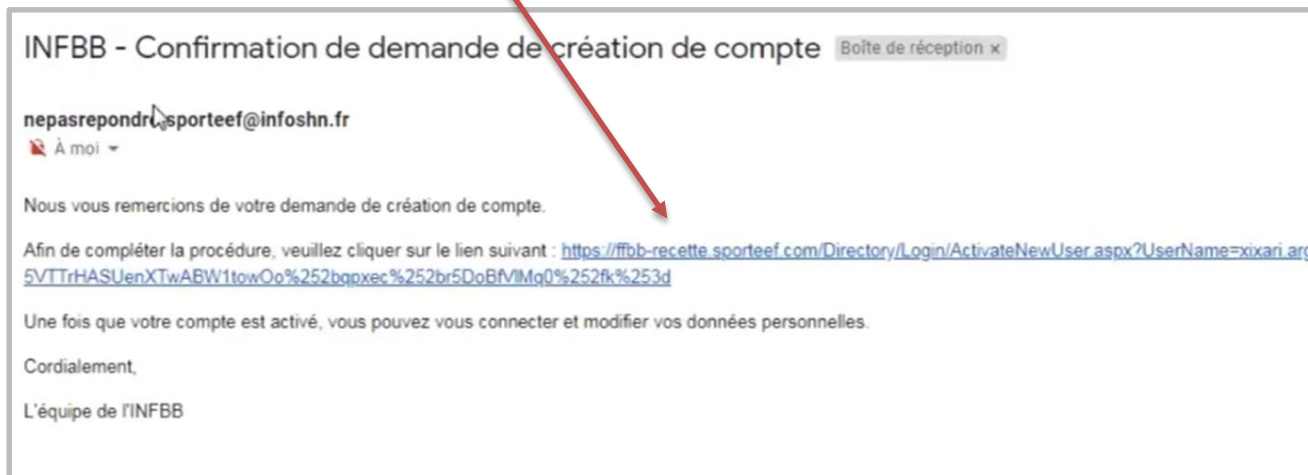 INFBB - Confirmation de demande de création de compte Boîte de réception x
nepasrepondre.sporteef@infoshn.fr
À moi
Nous vous remercions de votre demande de création de compte.
Afin de compléter la procédure, veuillez cliquer sur le lien suivant : https://ffbb-recette.sporteef.com/Directory/Login/ActivateNewUser.aspx?UserName=xixari.arg
5VTTrHASUenXTwABW1towOo%252bqpxec%252br5DoBfVlMq0%252fk%253d
Une fois que votre compte est activé, vous pouvez vous connecter et modifier vos données personnelles.
Cordialement,
L'équipe de l'INFBB